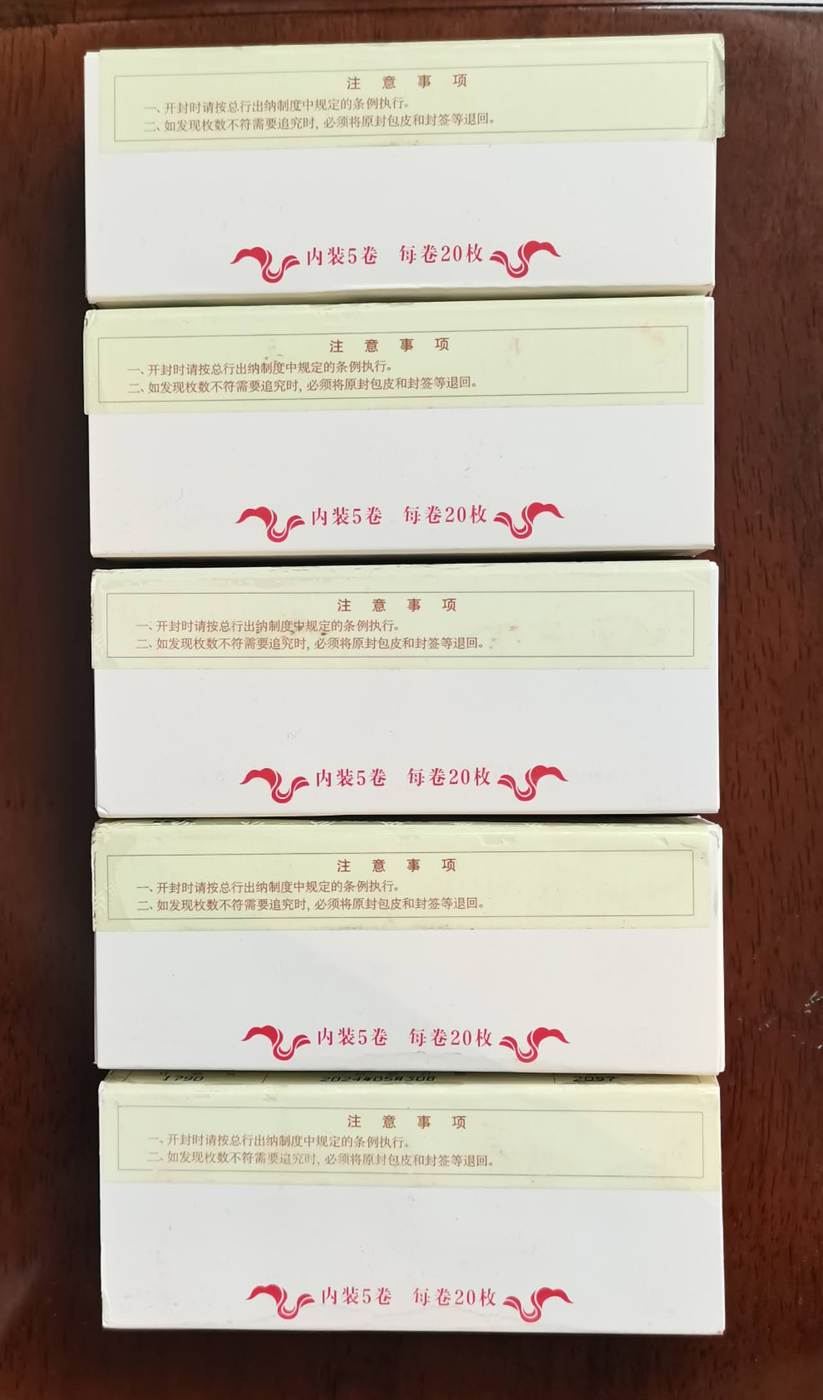 注 意 事 项
一、开封时请按总行出纳制度中规定的条例执行。
二、如发现枚数不符需要追究时, 必须将原封包皮和封签等退回。
内装5卷 每卷20枚
注 意 事 项
一、开封时请按总行出纳制度中规定的条例执行。
二、如发现枚数不符需要追究时, 必须将原封包皮和封签等退回。
内装5卷 每卷20枚
注 意 事 项
一、开封时请按总行出纳制度中规定的条例执行。
二、如发现枚数不符需要追究时, 必须将原封包皮和封签等退回。
内装5卷 每卷20枚
注 意 事 项
一、开封时请按总行出纳制度中规定的条例执行。
二、如发现枚数不符需要追究时, 必须将原封包皮和封签等退回。
内装5卷 每卷20枚
1790
注 意 事 项
一、开封时请按总行出纳制度中规定的条例执行。
二、如发现枚数不符需要追究时, 必须将原封包皮和封签等退回。
内装5卷 每卷20枚